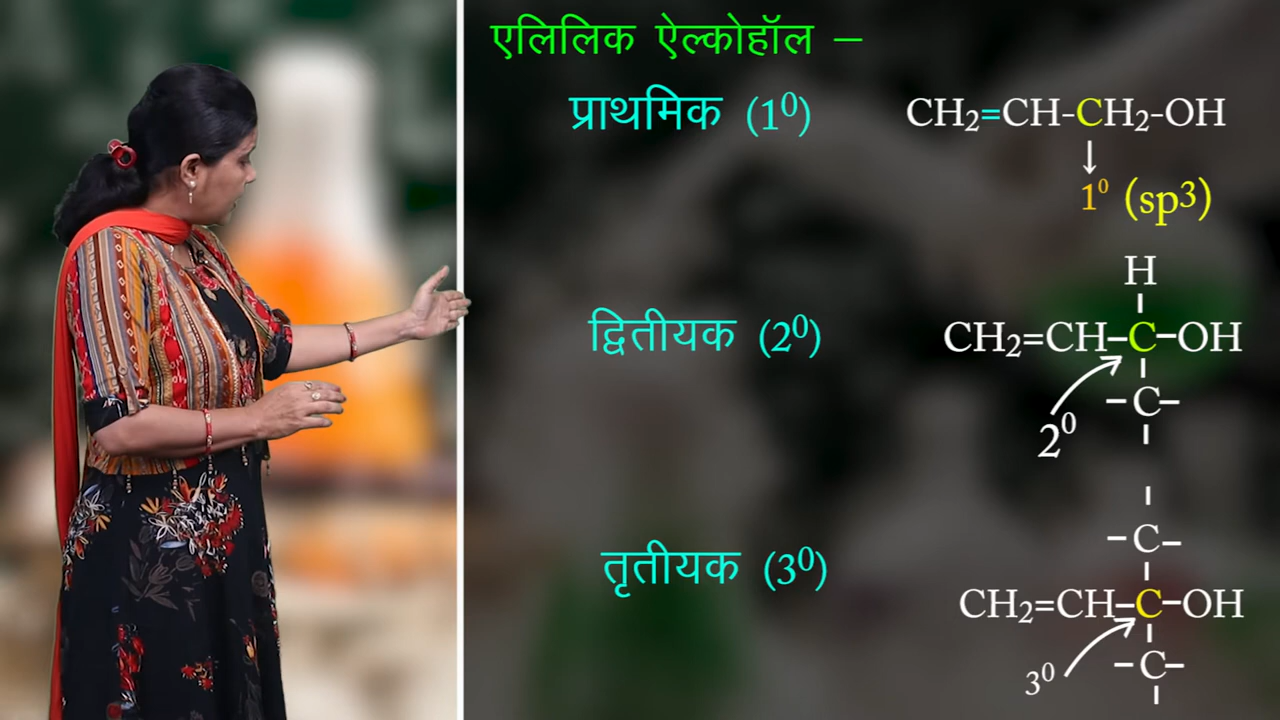 एलिलिक ऐल्कोहॉल –
प्राथमिक (1⁰) CH₂=CH-CH₂-OH
↓
1⁰ (sp3)
H
द्वितीयक (2⁰) CH₂=CH–C–OH
–C–
2⁰
–C–
तृतीयक (3⁰) CH₂=CH–C–OH
–C–
3⁰